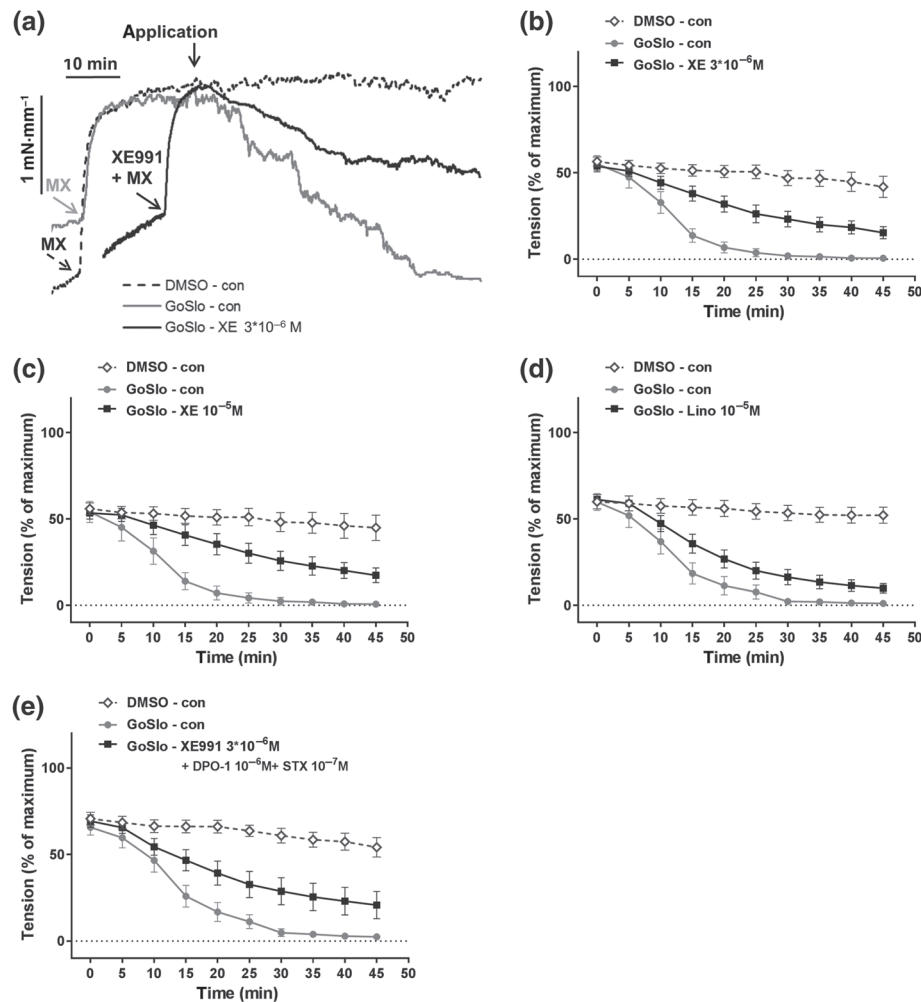 (a)
Application
10 min
1 mN·mm⁻¹
XE991
+ MX
MX
MX
DMSO - con
GoSlo - con
GoSlo - XE 3*10⁻⁶ M
(b)
DMSO - con
GoSlo - con
GoSlo - XE 3*10⁻⁶M
Tension (% of maximum)
100
50
0
0 5 10 15 20 25 30 35 40 45 50
Time (min)
(c)
DMSO - con
GoSlo - con
GoSlo - XE 10⁻⁵M
Tension (% of maximum)
100
50
0
0 5 10 15 20 25 30 35 40 45 50
Time (min)
(d)
DMSO - con
GoSlo - con
GoSlo - Lino 10⁻⁵M
Tension (% of maximum)
100
50
0
0 5 10 15 20 25 30 35 40 45 50
Time (min)
(e)
DMSO - con
GoSlo - con
GoSlo - XE991 3*10⁻⁶M
+ DPO-1 10⁻⁶M+ STX 10⁻⁷M
Tension (% of maximum)
100
50
0
0 5 10 15 20 25 30 35 40 45 50
Time (min)